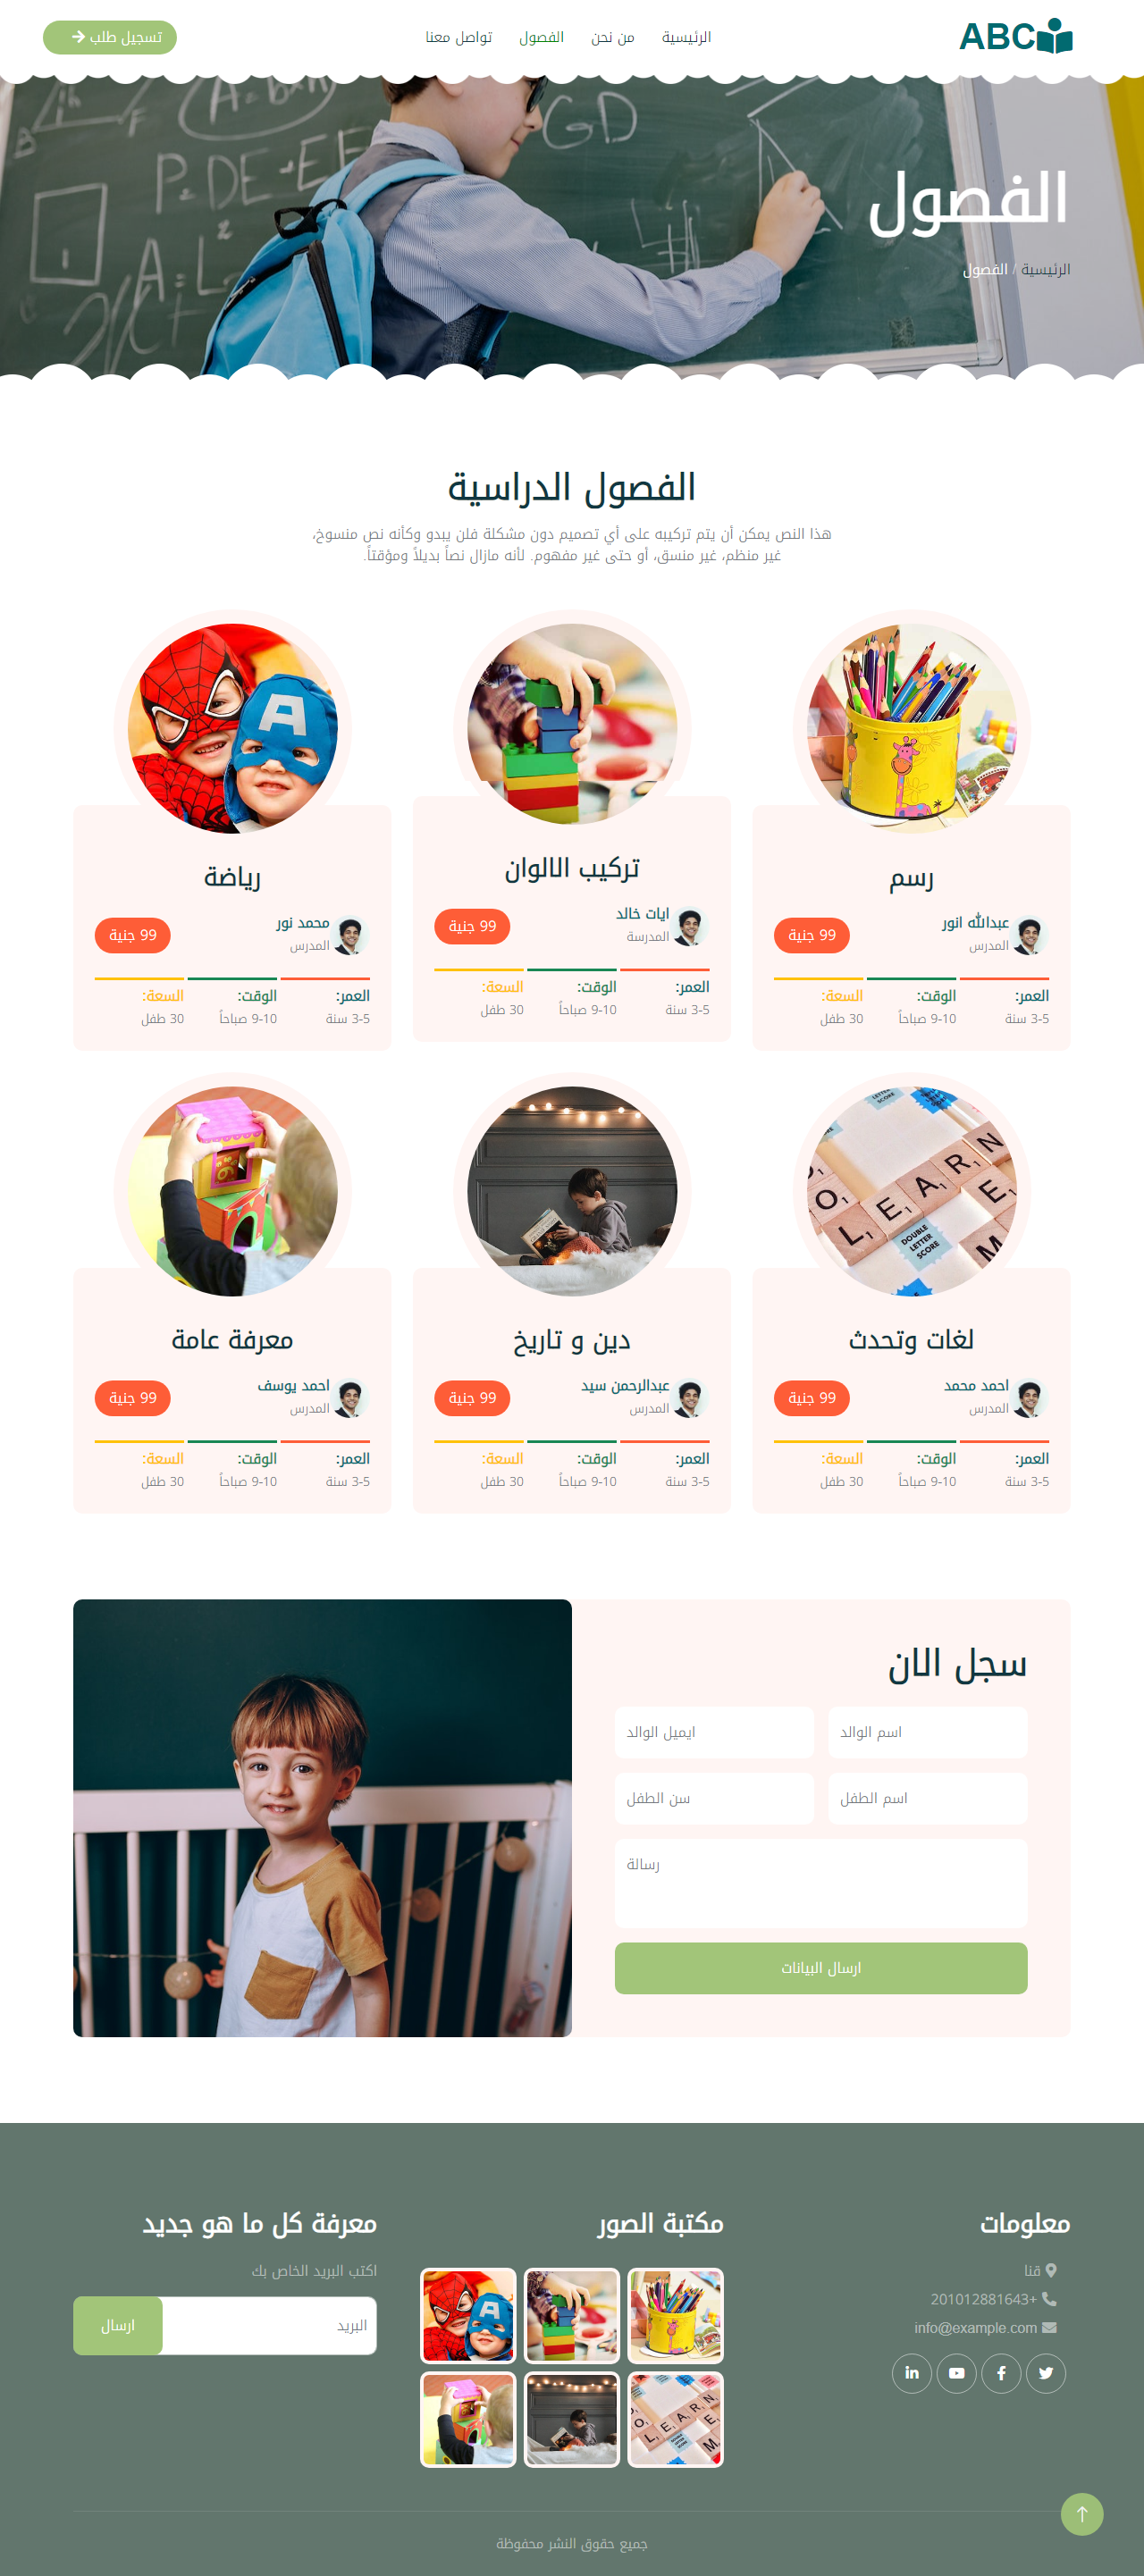 ABC
الرئيسية
من نحن
الفصول
تواصل معنا
تسجيل طلب
الفصول
الرئيسية / الفصول
الفصول الدراسية
هذا النص يمكن أن يتم تركيبه على أي تصميم دون مشكلة فلن يبدو وكأنه نص منسوخ،
غير منظم، غير منسق، أو حتى غير مفهوم. لأنه مازال نصاً بديلاً ومؤقتاً.
رسم
عبدالله انور
المدرس
99 جنية
العمر:
3-5 سنة
الوقت:
9-10 صباحاً
السعة:
30 طفل
تركيب الالوان
ايات خالد
المدرسة
99 جنية
العمر:
3-5 سنة
الوقت:
9-10 صباحاً
السعة:
30 طفل
A
رياضة
محمد نور
المدرس
99 جنية
العمر:
3-5 سنة
الوقت:
9-10 صباحاً
السعة:
30 طفل
LETTER
SCORE
LEARN
DOUBLE
LETTER
SCORE
لغات وتحدث
احمد محمد
المدرس
99 جنية
العمر:
3-5 سنة
الوقت:
9-10 صباحاً
السعة:
30 طفل
دين و تاريخ
عبدالرحمن سيد
المدرس
99 جنية
العمر:
3-5 سنة
الوقت:
9-10 صباحاً
السعة:
30 طفل
معرفة عامة
احمد يوسف
المدرس
99 جنية
العمر:
3-5 سنة
الوقت:
9-10 صباحاً
السعة:
30 طفل
سجل الان
اسم الوالد
ايميل الوالد
اسم الطفل
سن الطفل
رسالة
ارسال البيانات
معلومات
قنا
+201012881643
info@example.com
مكتبة الصور
معرفة كل ما هو جديد
اكتب البريد الخاص بك
البريد
ارسال
جميع حقوق النشر محفوظة